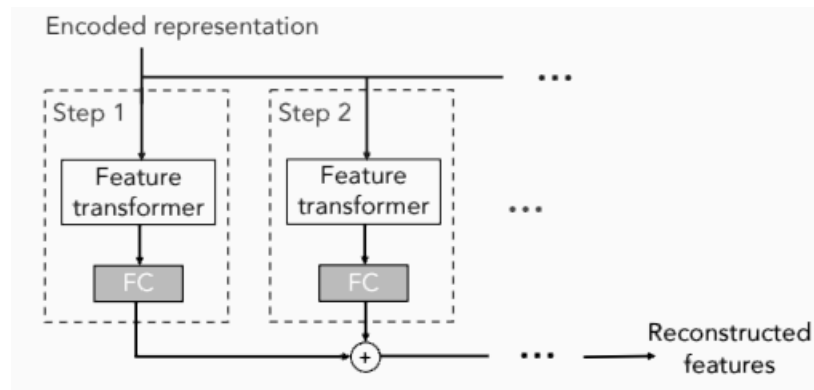 Encoded representation
...
Step 1
Step 2
Feature
transformer
Feature
transformer
...
FC
FC
+
...
Reconstructed
features